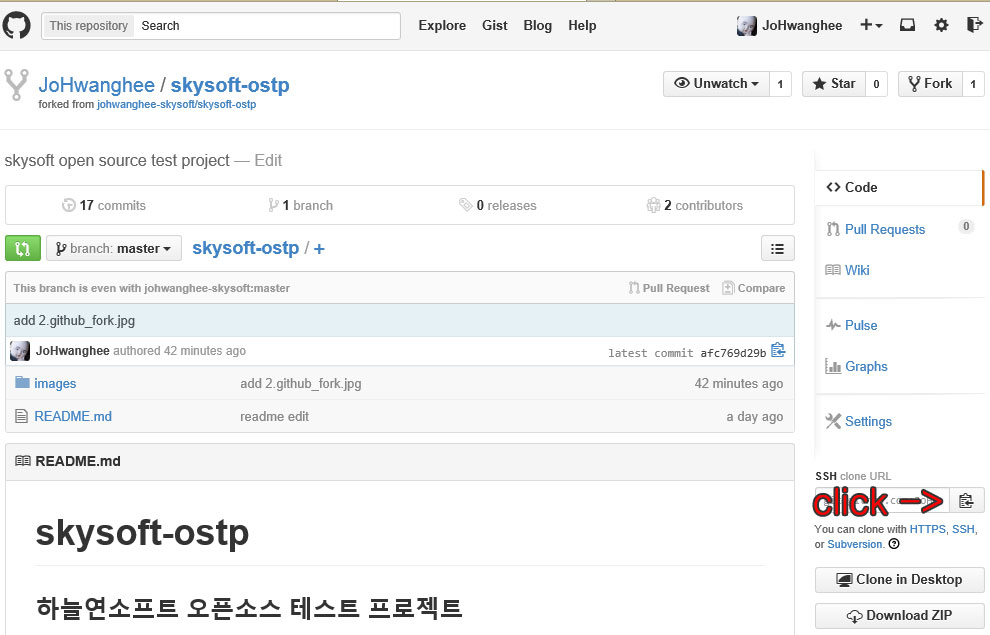 This repository Search Explore Gist Blog Help JoHwanghee
JoHwanghee / skysoft-ostp Unwatch 1 Star 0 Fork 1
forked from johwanghee-skysoft/skysoft-ostp
skysoft open source test project — Edit
17 commits 1 branch 0 releases 2 contributors
branch: master skysoft-ostp / +
This branch is even with johwanghee-skysoft:master Pull Request Compare
add 2.github_fork.jpg
JoHwanghee authored 42 minutes ago latest commit afc769d29b
images add 2.github_fork.jpg 42 minutes ago
README.md readme edit a day ago
README.md
skysoft-ostp
하늘연소프트 오픈소스 테스트 프로젝트
Code
Pull Requests 0
Wiki
Pulse
Graphs
Settings
SSH clone URL
click -->
You can clone with HTTPS, SSH,
or Subversion.
Clone in Desktop
Download ZIP